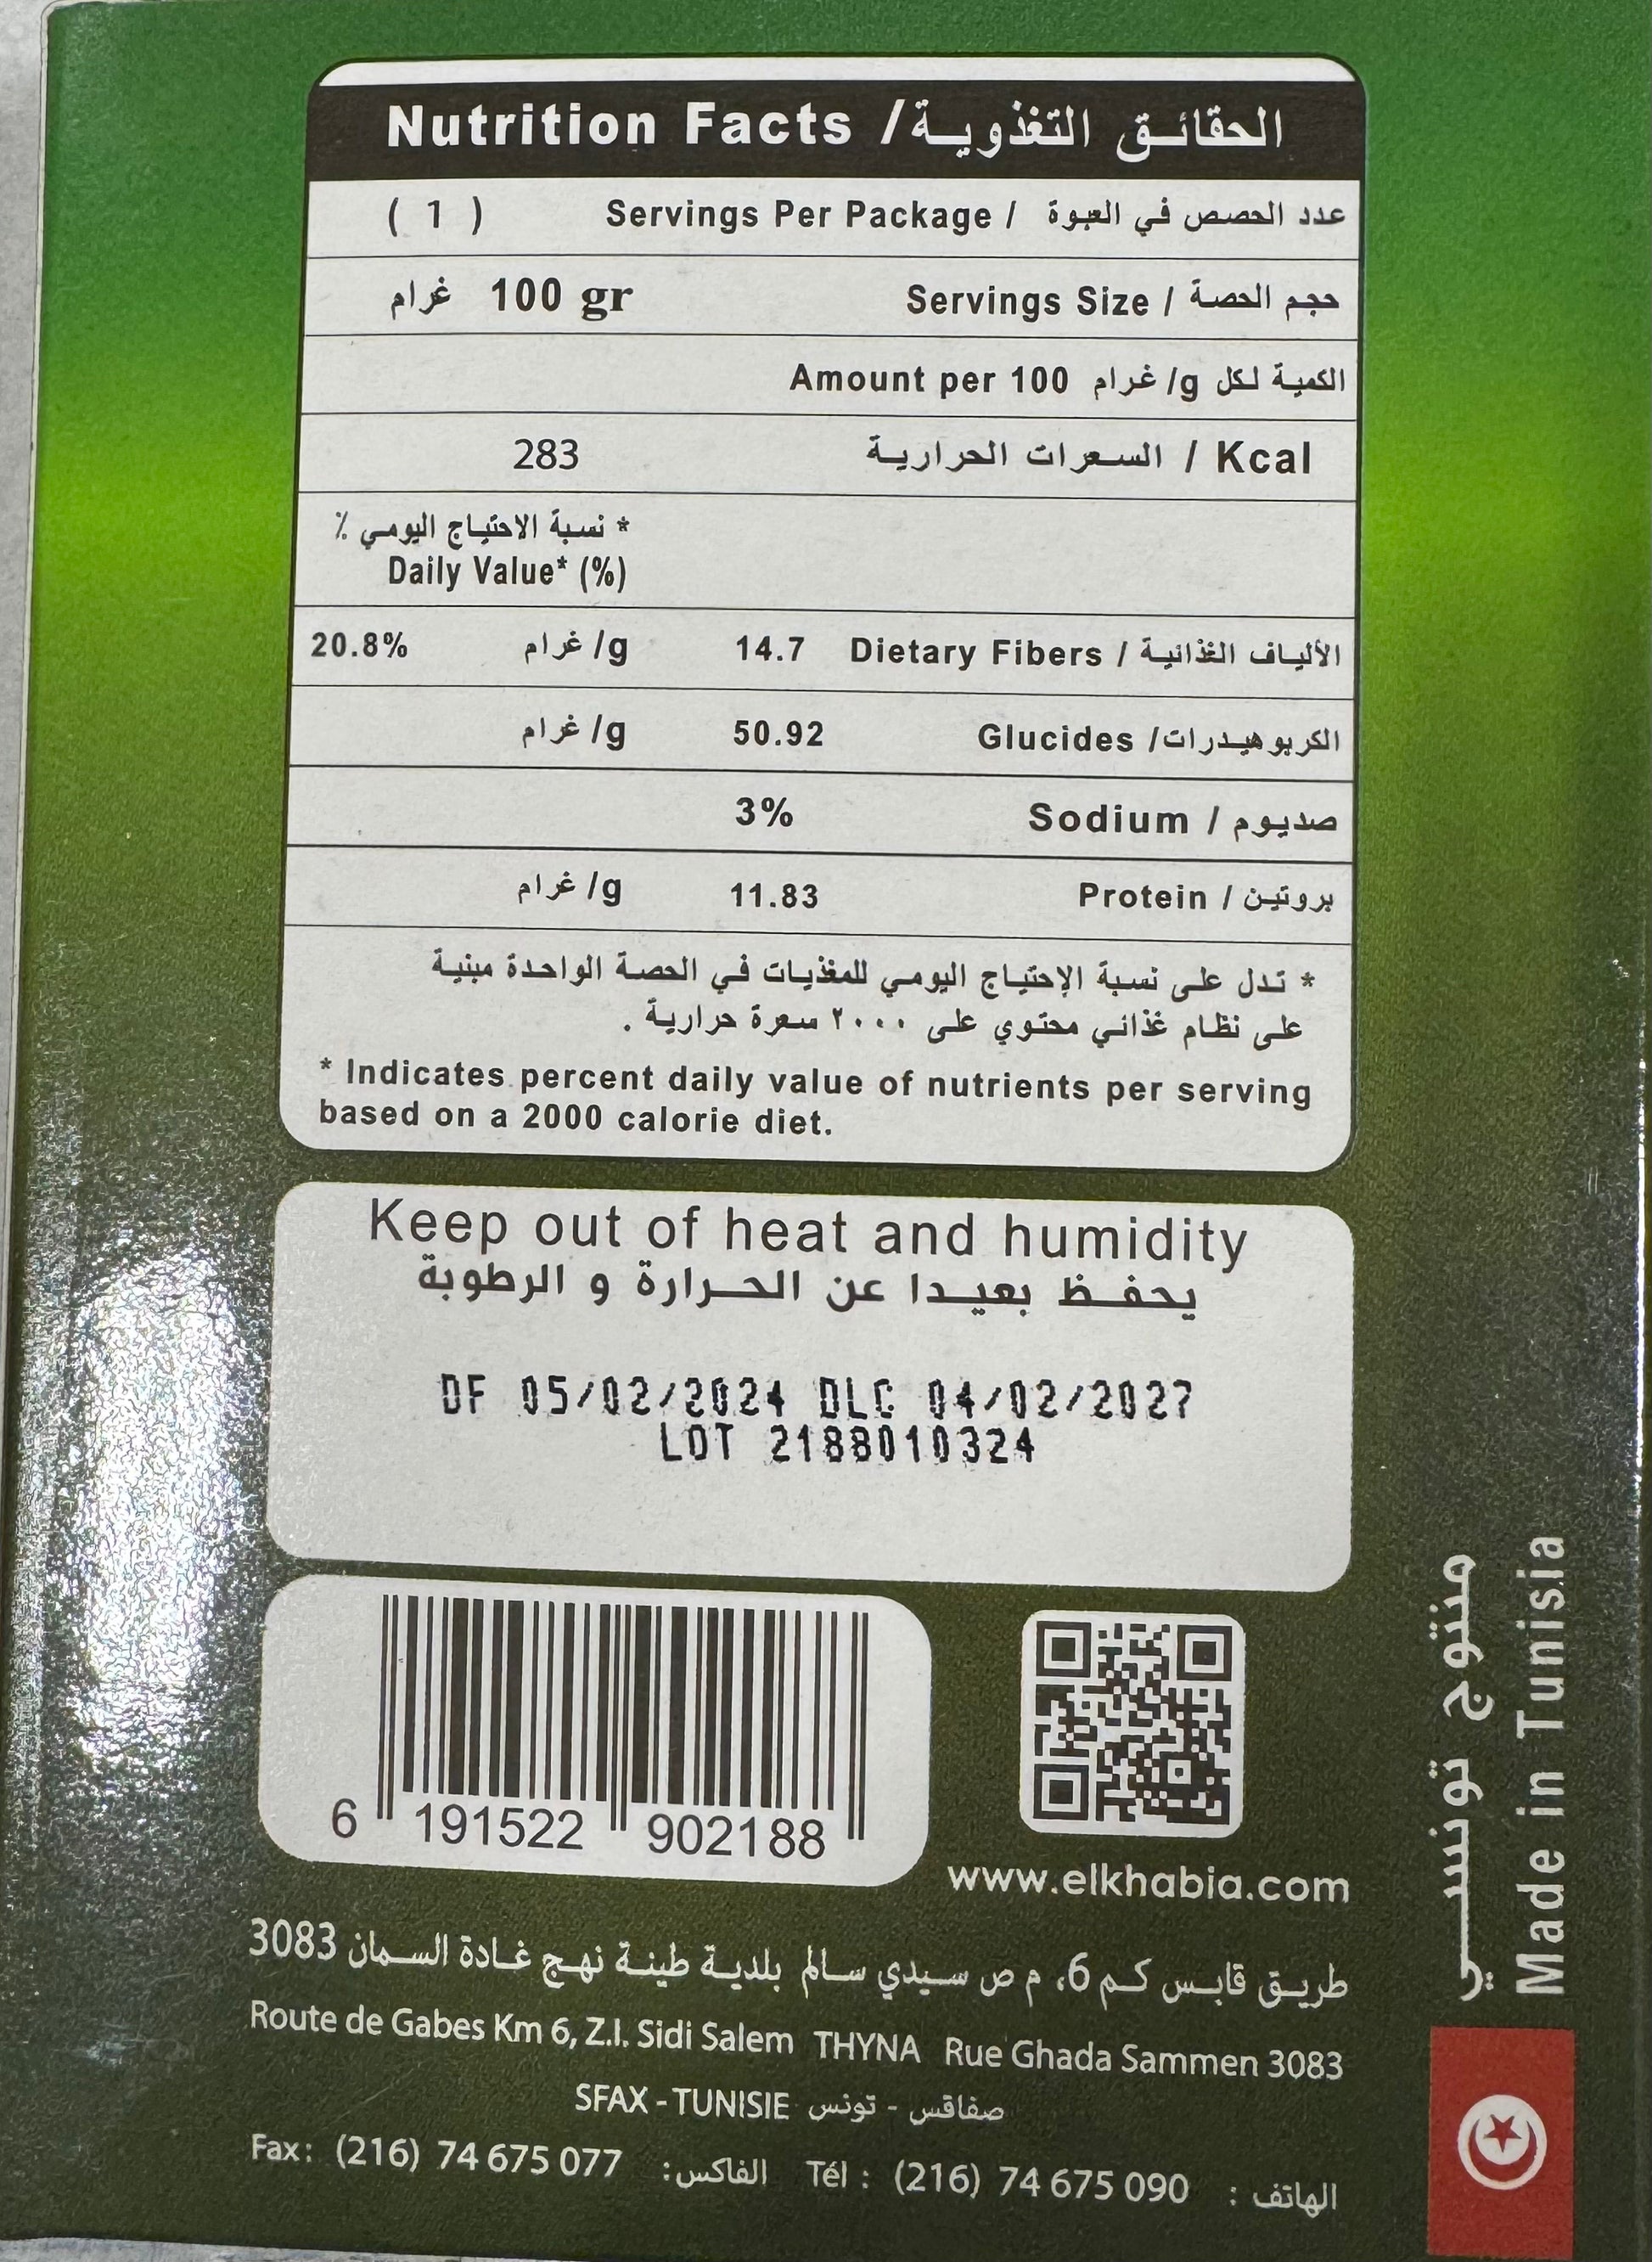 Nutrition Facts / الحقائق التغذوية
( 1 ) Servings Per Package / عدد الحصص في العبوة
غرام 100 gr Servings Size / حجم الحصة
Amount per 100 الكمية لكل g/ غرام
283 السعرات الحرارية / Kcal
* نسبة الاحتياج اليومي ٪
Daily Value* (%)
20.8% غرام /g 14.7 Dietary Fibers / الألياف الغذائية
غرام /g 50.92 Glucides / الكربوهيدرات
3% Sodium / صديوم
غرام /g 11.83 Protein / بروتين
* تدل على نسبة الإحتياج اليومي للمغذيات في الحصة الواحدة مبنية
على نظام غذائي محتوي على ٢٠٠٠ سعرة حرارية .
* Indicates percent daily value of nutrients per serving
based on a 2000 calorie diet.
Keep out of heat and humidity
يحفظ بعيدا عن الحرارة و الرطوبة
DF 05/02/2024 DLC 04/02/2027
LOT 2188010324
6 191522 902188
www.elkhabia.com
طريق قابس كم 6، م ص سيدي سالم بلدية طينة نهج غادة السمان 3083
Route de Gabes Km 6, Z.I. Sidi Salem THYNA Rue Ghada Sammen 3083
SFAX - TUNISIE صفاقس - تونس
Fax: (216) 74 675 077 الفاكس: Tél : (216) 74 675 090 الهاتف :
منتوج تونسي
Made in Tunisia